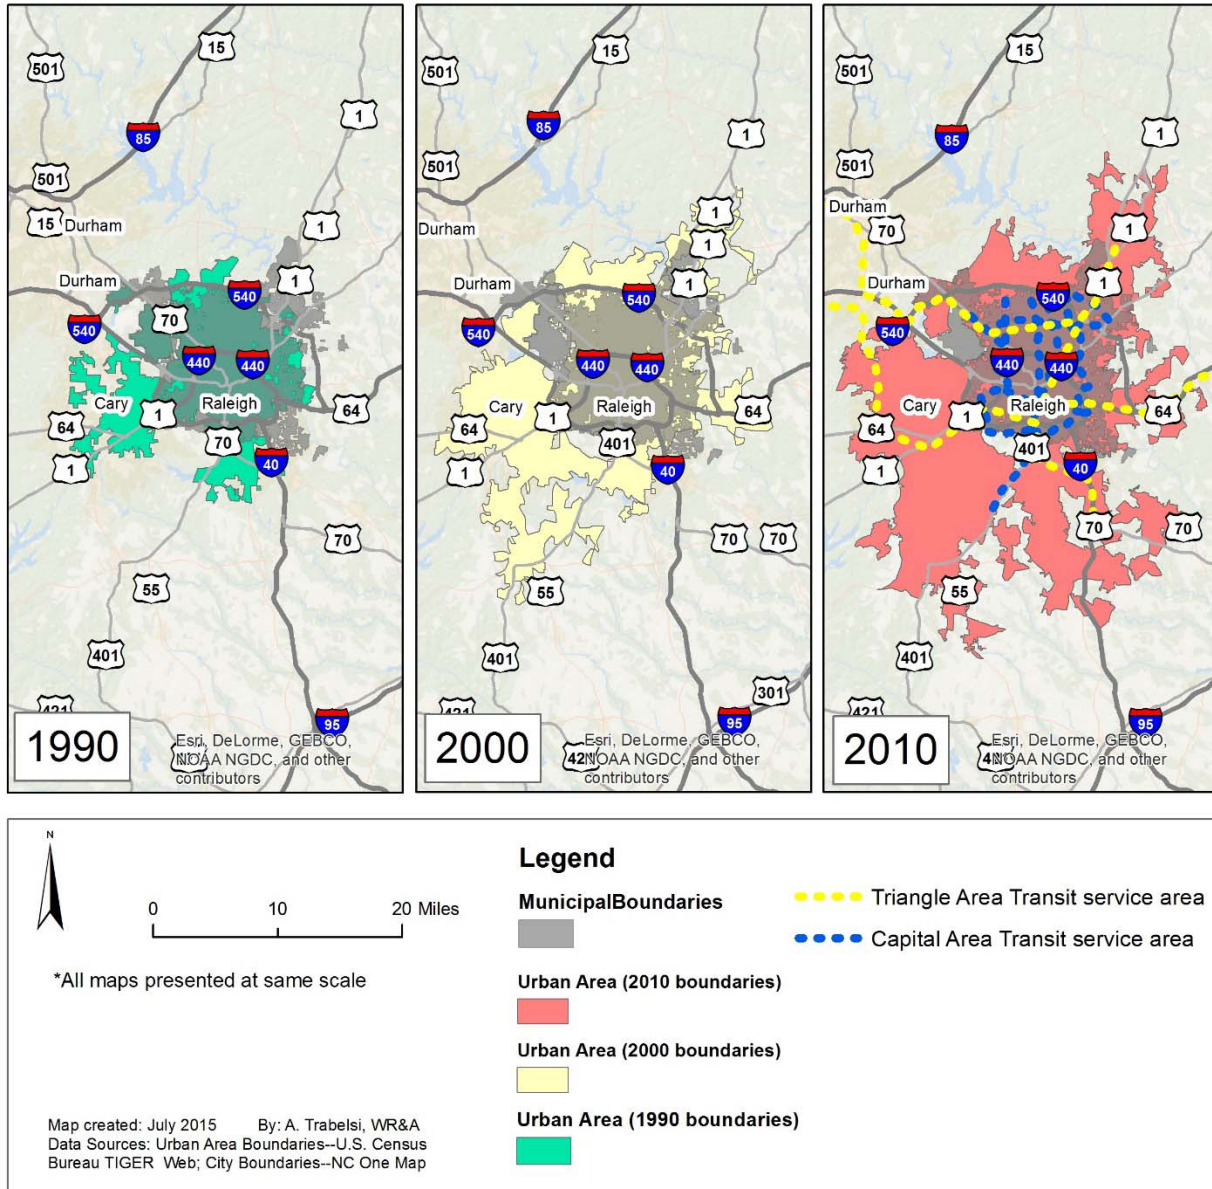 15
501
1
85
501
15
Durham
1
Durham
1
540
70
540
440
440
Cary
1
Raleigh
64
64
70
1
40
70
55
401
421
95
1990
Esri, DeLorme, GEBCO,
NOAA NGDC, and other
contributors
15
501
85
1
501
1
Durham
1
Durham
1
540
540
440
440
Cary
1
Raleigh
64
64
401
1
40
70
70
55
401
301
95
2000
Esri, DeLorme, GEBCO,
NOAA NGDC, and other
contributors
15
501
85
1
501
Durham
70
1
Durham
1
540
540
440
440
Cary
1
Raleigh
64
64
401
1
40
70
70
55
401
421
95
2010
Esri, DeLorme, GEBCO,
NOAA NGDC, and other
contributors
N
0 10 20 Miles
*All maps presented at same scale
Map created: July 2015 By: A. Trabelsi, WR&A
Data Sources: Urban Area Boundaries--U.S. Census
Bureau TIGER Web; City Boundaries--NC One Map
Legend
MunicipalBoundaries
Urban Area (2010 boundaries)
Urban Area (2000 boundaries)
Urban Area (1990 boundaries)
Triangle Area Transit service area
Capital Area Transit service area